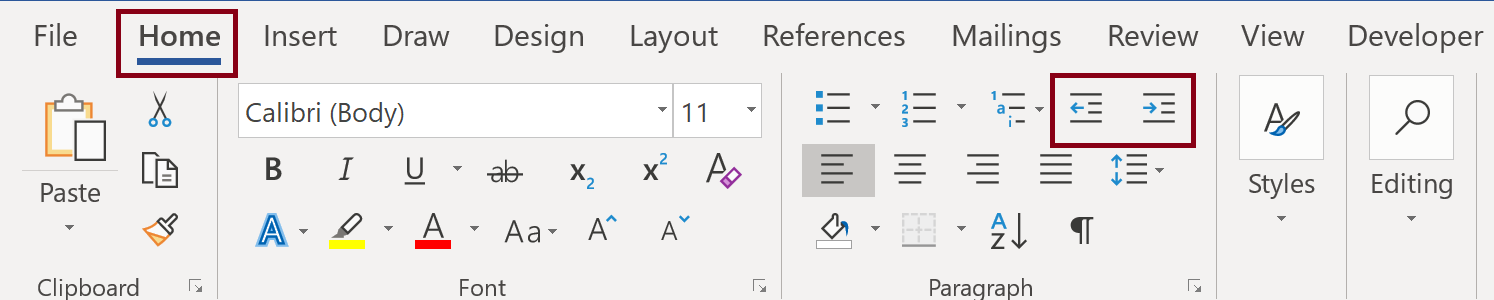 File Home Insert Draw Design Layout References Mailings Review View Developer
Calibri (Body) 11
B I U ab x2 x2 A
Paste
Styles
Editing
A A Aa A A
A
Z
¶
Clipboard Font Paragraph